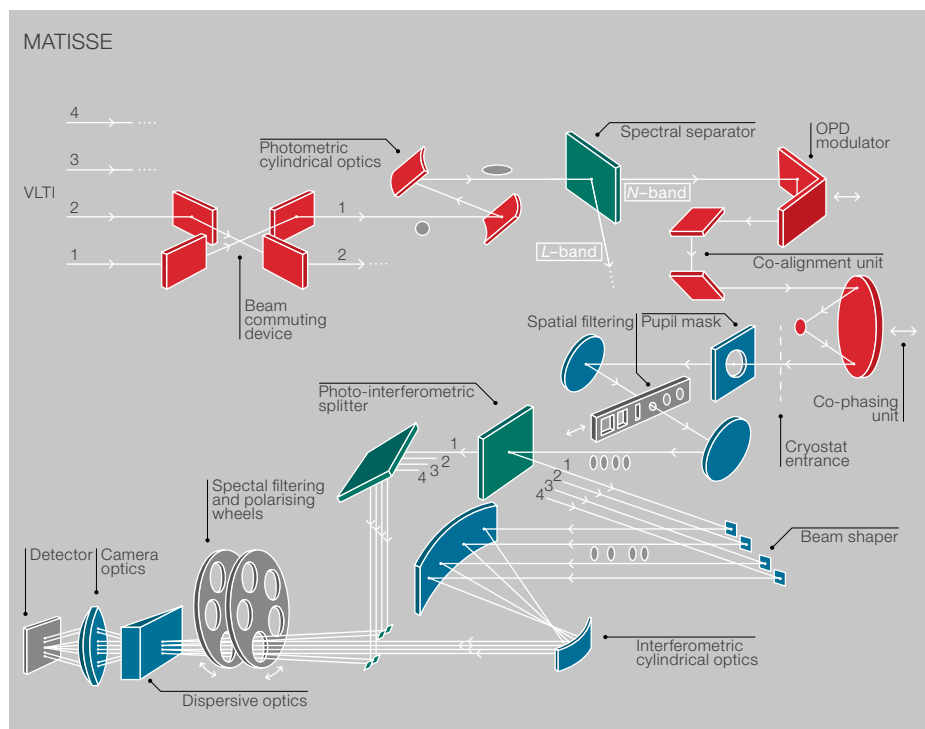 MATISSE
4
3
VLTI
2
1
1
2
Beam
commuting
device
Photometric
cylindrical optics
Spectral separator
OPD
modulator
N–band
L–band
Co-alignment unit
Spatial filtering
Pupil mask
Co-phasing
unit
Cryostat
entrance
Photo-interferometric
splitter
1
2
3
4
1
2
3
4
Spectal filtering
and polarising
wheels
Beam shaper
Detector
Camera
optics
Interferometric
cylindrical optics
Dispersive optics